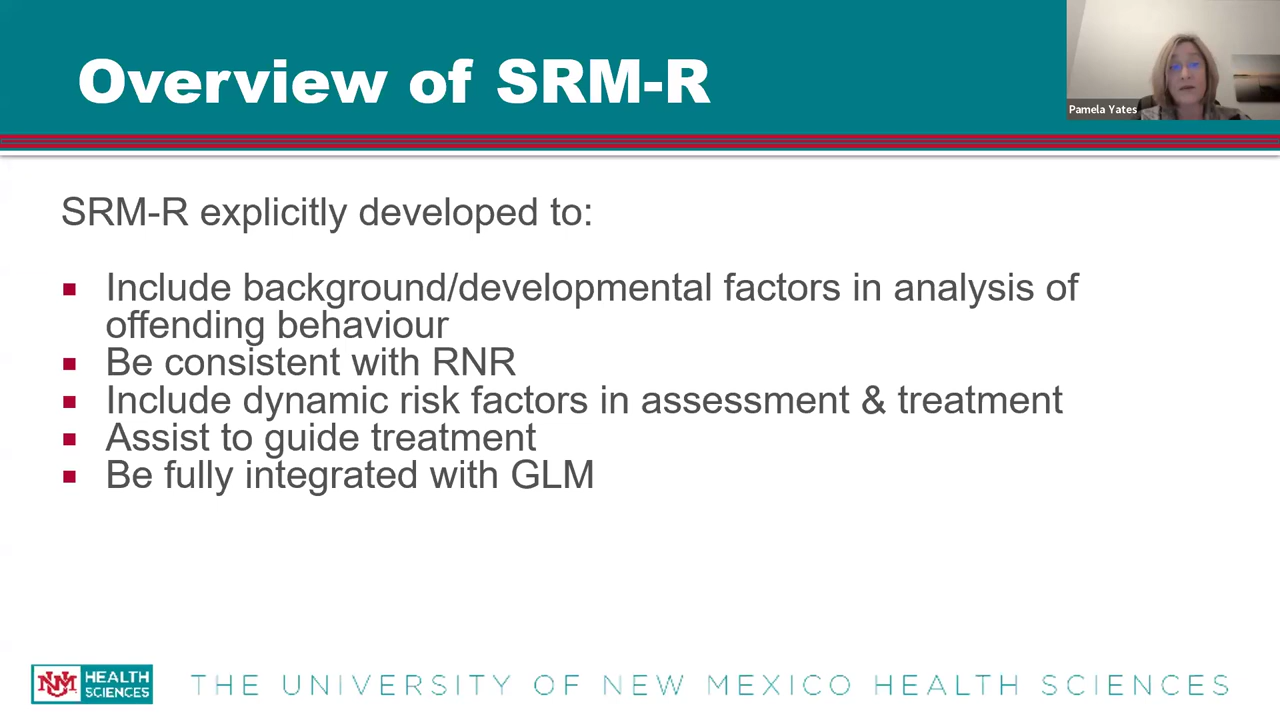 Overview of SRM-R
Pamela Yates
SRM-R explicitly developed to:
Include background/developmental factors in analysis of
offending behaviour
Be consistent with RNR
Include dynamic risk factors in assessment & treatment
Assist to guide treatment
Be fully integrated with GLM
UNM
HEALTH
SCIENCES
THE UNIVERSITY OF NEW MEXICO HEALTH SCIENCES